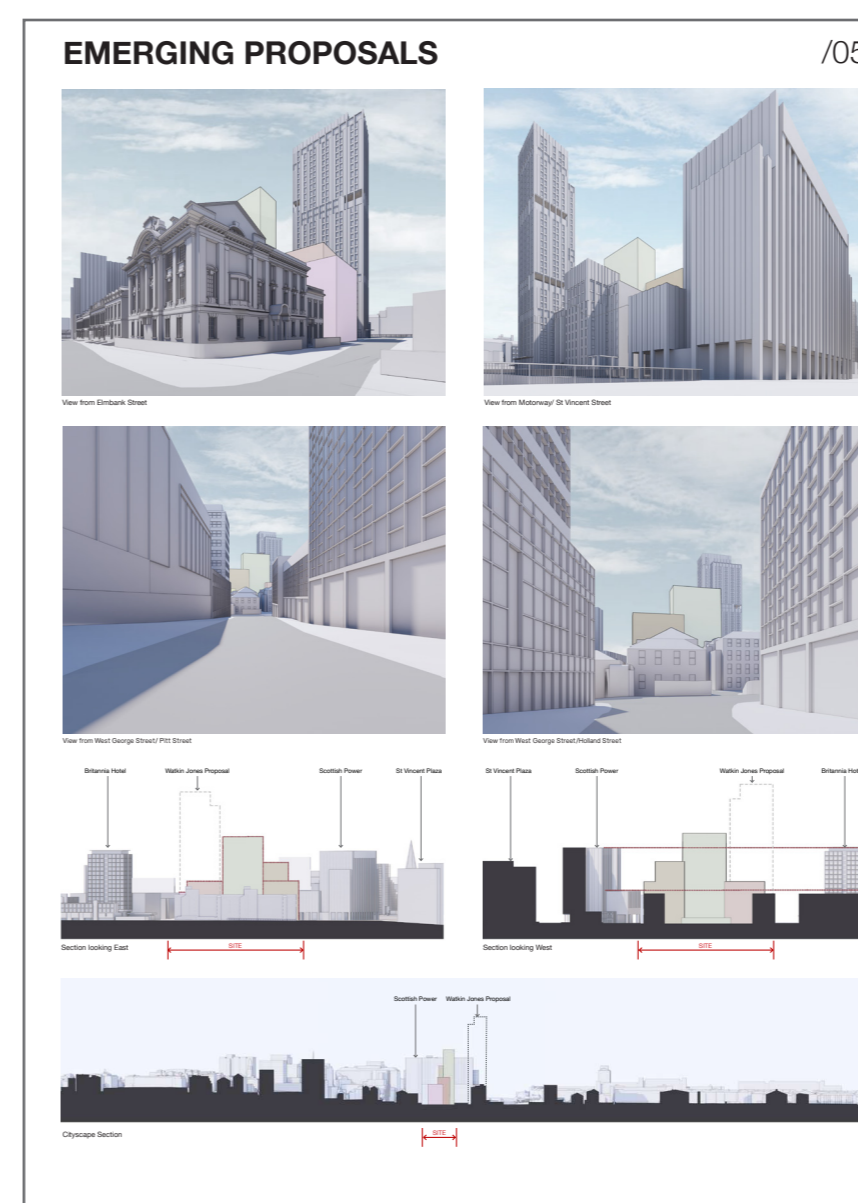 EMERGING PROPOSALS
/05
View from Elmbank Street
View from Motorway/ St Vincent Street
View from West George Street/ Pitt Street
View from West George Street/Holland Street
Britannia Hotel
Watkin Jones Proposal
Scottish Power
St Vincent Plaza
Section looking East
SITE
St Vincent Plaza
Scottish Power
Watkin Jones Proposal
Britannia Hot
Section looking West
SITE
Scottish Power
Watkin Jones Proposal
Cityscape Section
SITE